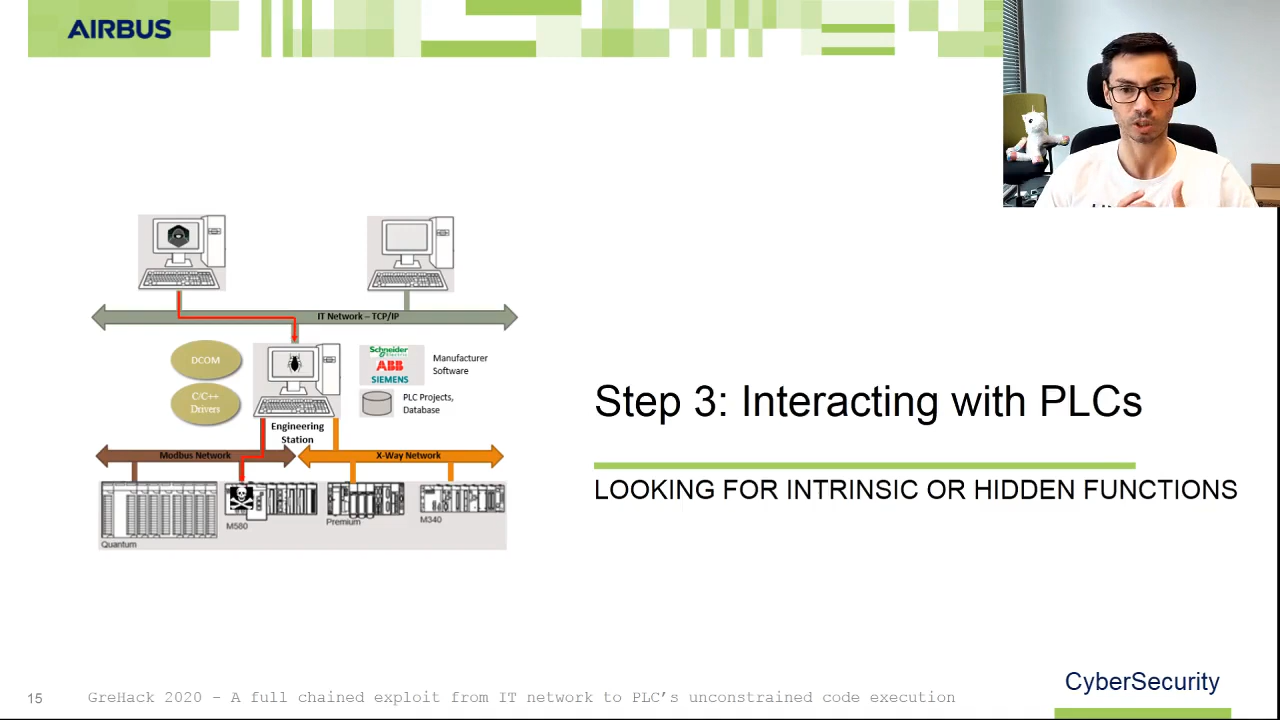 AIRBUS
IT Network – TCP/IP
DCOM
C/C++
Drivers
Schneider
Electric
ABB
SIEMENS
Manufacturer
Software
PLC Projects,
Database
Engineering
Station
Modbus Network
X-Way Network
Quantum
M580
Premium
M340
Step 3: Interacting with PLCs
LOOKING FOR INTRINSIC OR HIDDEN FUNCTIONS
CyberSecurity
15
GreHack 2020 - A full chained exploit from IT network to PLC's unconstrained code execution